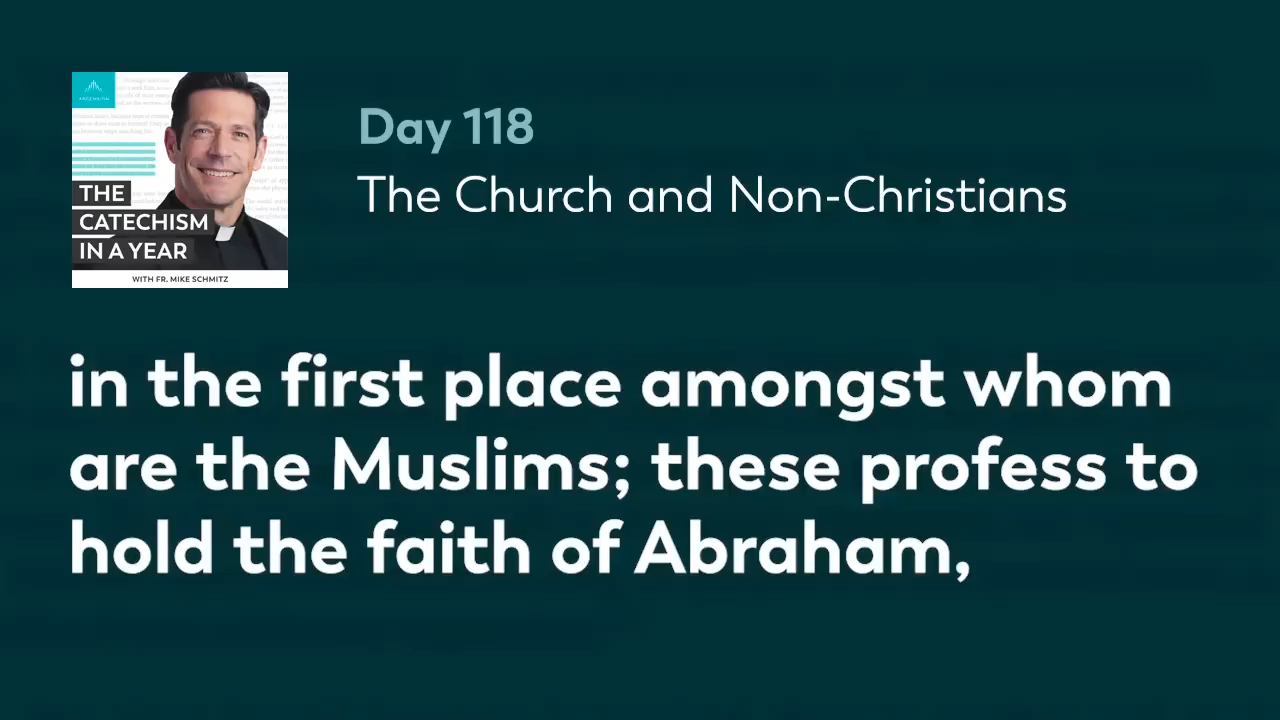 ASCENSION
THE
CATECHISM
IN A YEAR
WITH FR. MIKE SCHMITZ
Day 118
The Church and Non-Christians
in the first place amongst whom
are the Muslims; these profess to
hold the faith of Abraham,